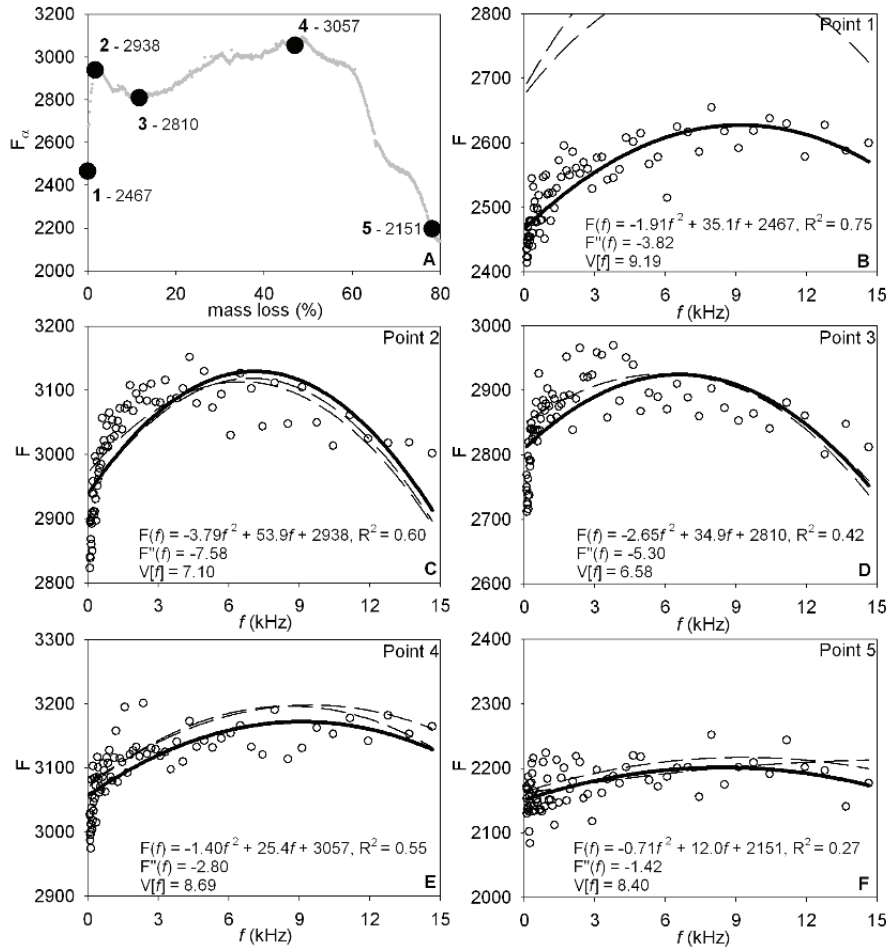 3400
3200
3000
2800
2600
2400
2200
2000
Fα
2 - 2938
4 - 3057
3 - 2810
1 - 2467
5 - 2151
A
0 20 40 60 80
mass loss (%)
Point 1
2800
2700
2600
2500
2400
F
F(f) = -1.91f² + 35.1f + 2467, R² = 0.75
F"(f) = -3.82
V[f] = 9.19
B
0 3 6 9 12 15
f (kHz)
Point 2
3200
3100
3000
2900
2800
F
F(f) = -3.79f² + 53.9f + 2938, R² = 0.60
F"(f) = -7.58
V[f] = 7.10
C
0 3 6 9 12 15
f (kHz)
Point 3
3000
2900
2800
2700
2600
F
F(f) = -2.65f² + 34.9f + 2810, R² = 0.42
F"(f) = -5.30
V[f] = 6.58
D
0 3 6 9 12 15
f (kHz)
Point 4
3300
3200
3100
3000
2900
F
F(f) = -1.40f² + 25.4f + 3057, R² = 0.55
F"(f) = -2.80
V[f] = 8.69
E
0 3 6 9 12 15
f (kHz)
Point 5
2400
2300
2200
2100
2000
F
F(f) = -0.71f² + 12.0f + 2151, R² = 0.27
F"(f) = -1.42
V[f] = 8.40
F
0 3 6 9 12 15
f (kHz)